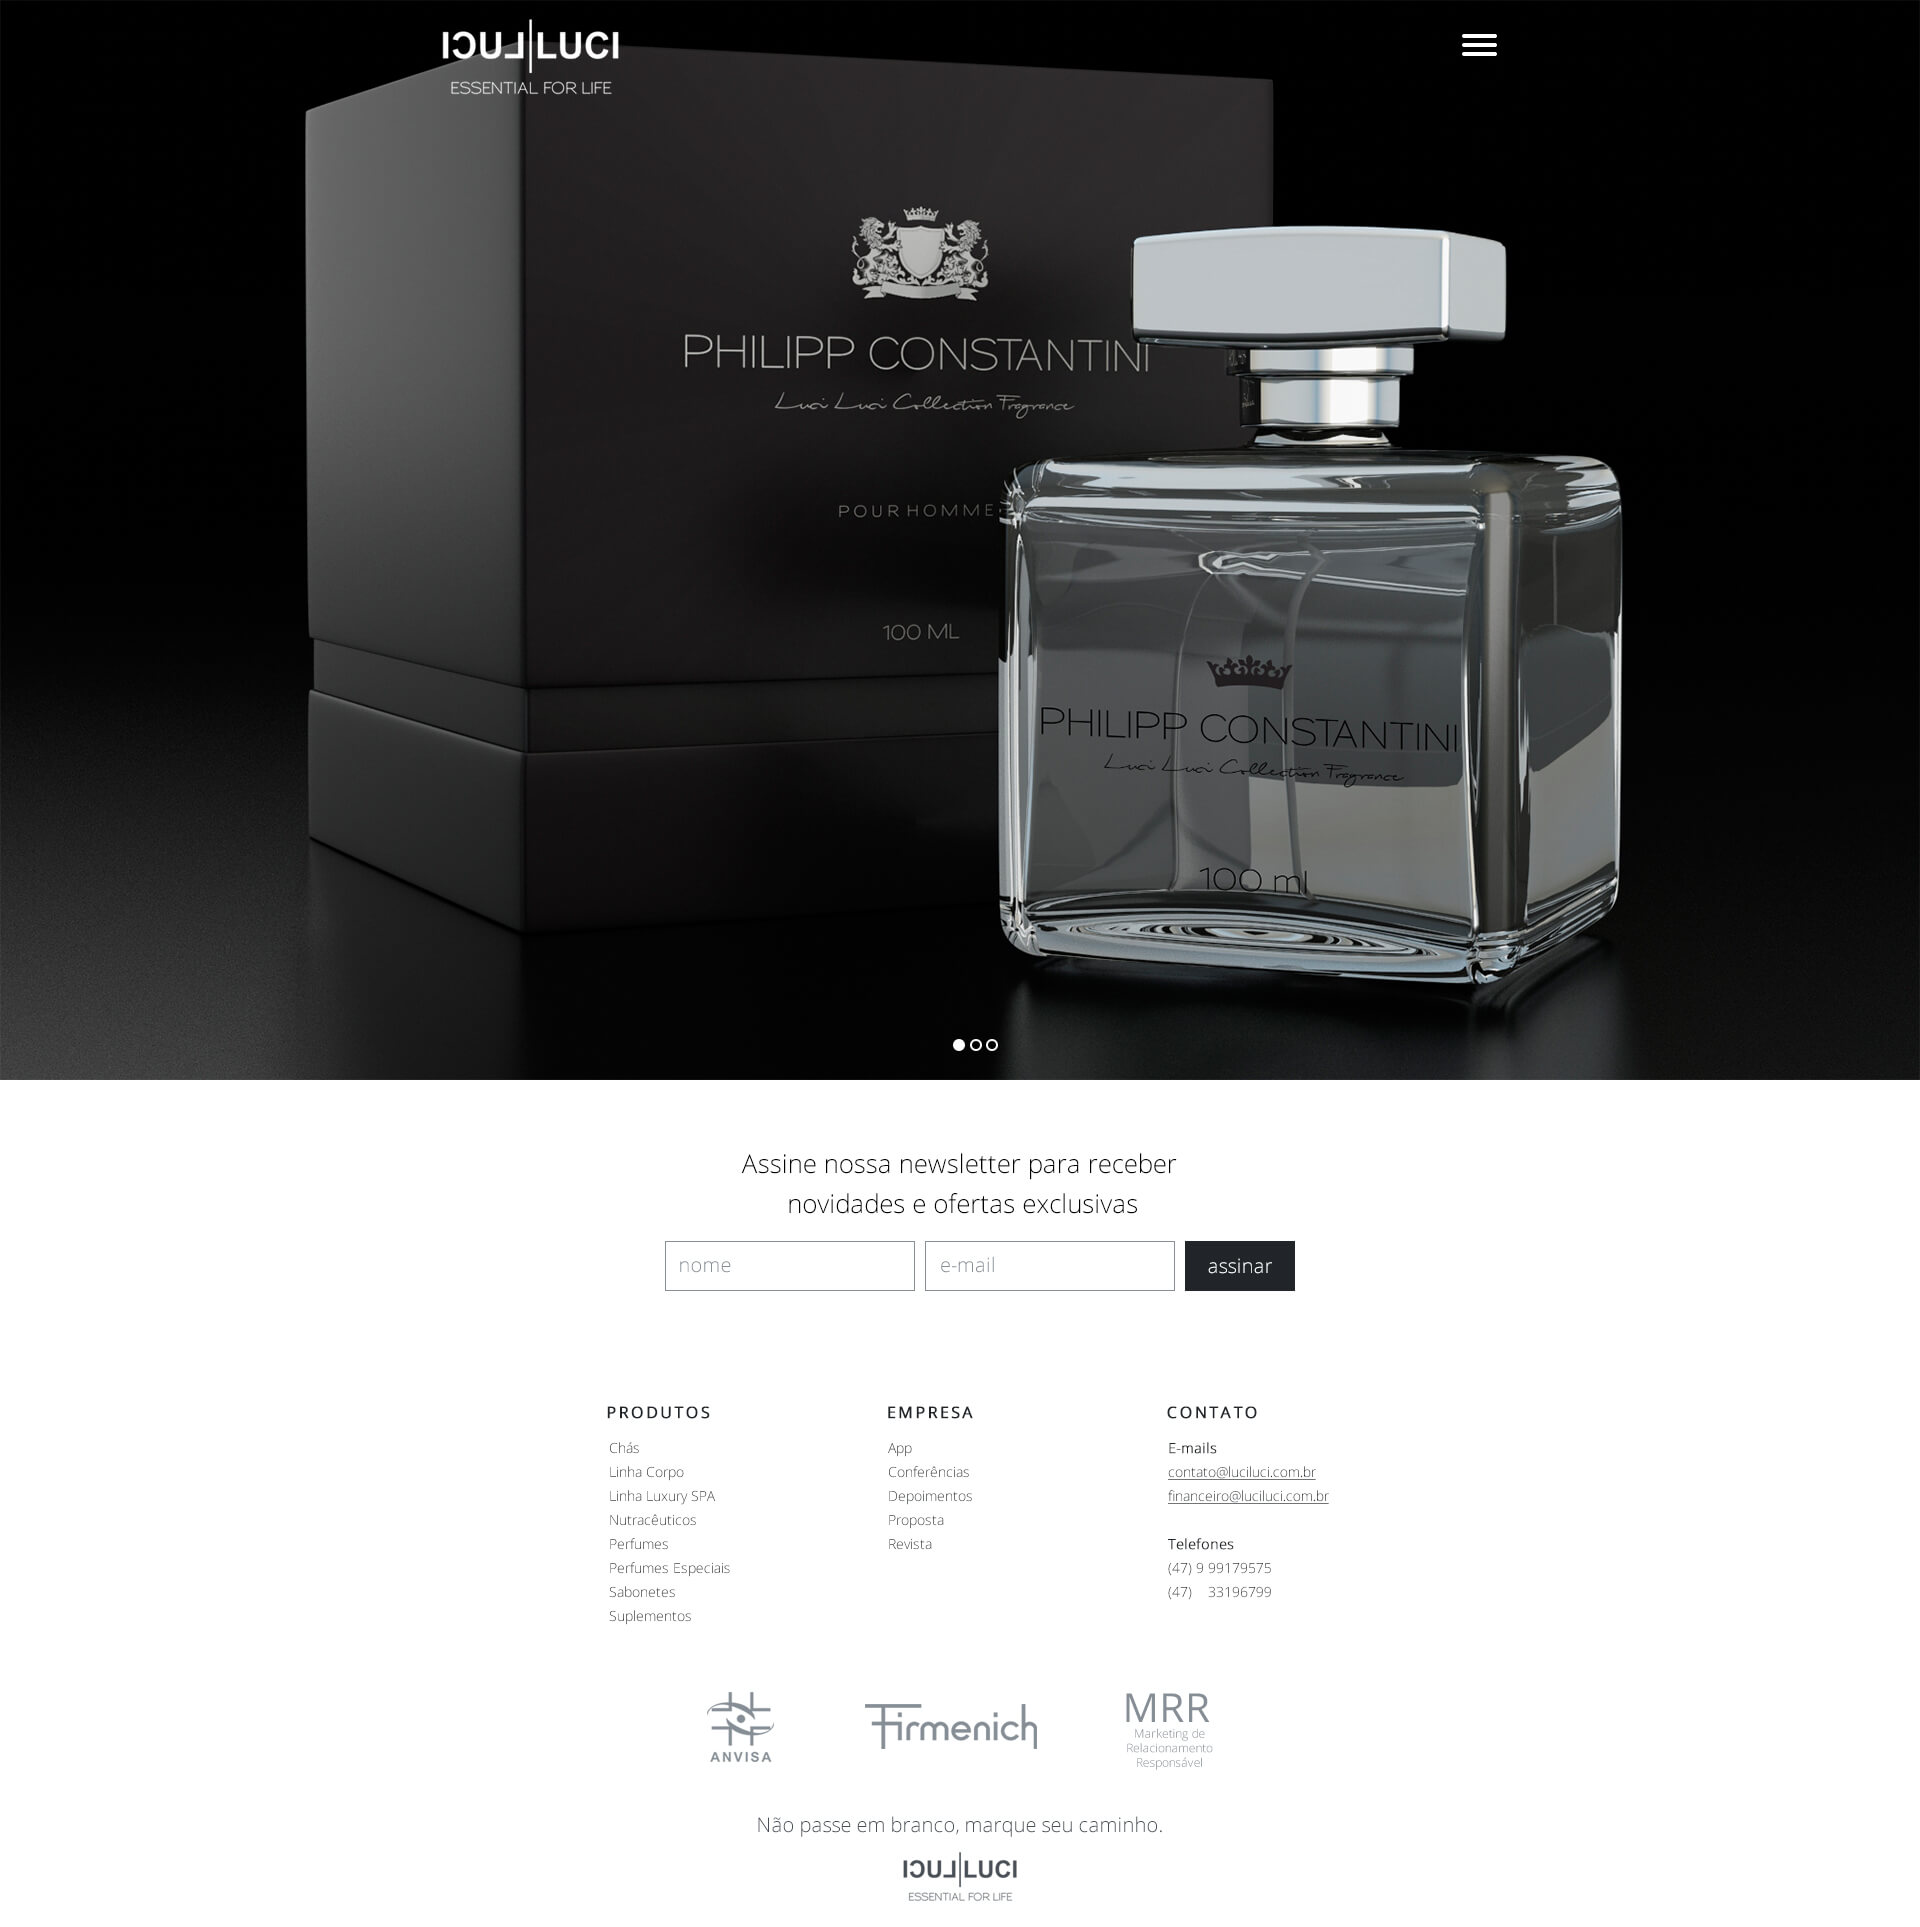 LUCI LUCI
ESSENTIAL FOR LIFE
PHILIPP CONSTANTINI
Luci Luci Collection Fragrance
POUR HOMME
100 ML
PHILIPP CONSTANTINI
Luci Luci Collection Fragrance
100 ml
Assine nossa newsletter para receber
novidades e ofertas exclusivas
nome
e-mail
assinar
PRODUTOS
Chás
Linha Corpo
Linha Luxury SPA
Nutracêuticos
Perfumes
Perfumes Especiais
Sabonetes
Suplementos
EMPRESA
App
Conferências
Depoimentos
Proposta
Revista
CONTATO
E-mails
contato@luciluci.com.br
financeiro@luciluci.com.br
Telefones
(47) 9 99179575
(47) 33196799
ANVISA
Firmenich
MRR
Marketing de
Relacionamento
Responsável
Não passe em branco, marque seu caminho.
LUCI LUCI
ESSENTIAL FOR LIFE